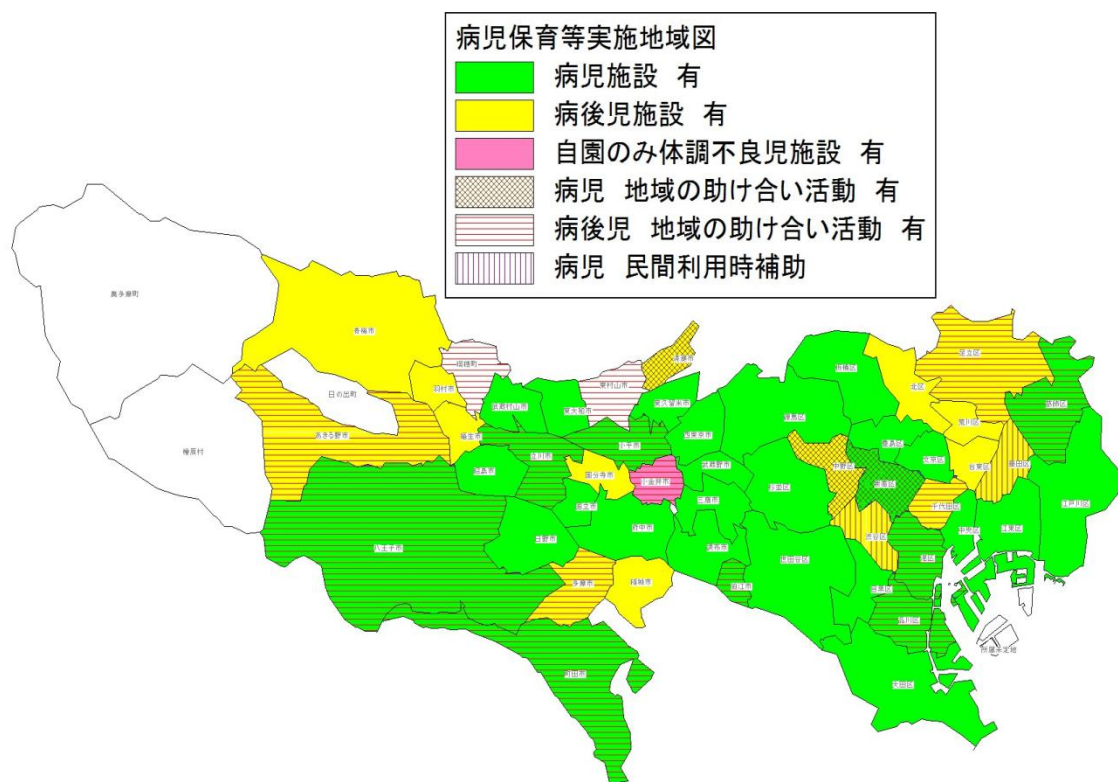 病児保育等実施地域図
病児施設 有
病後児施設 有
自園のみ体調不良児施設 有
病児 地域の助け合い活動 有
病後児 地域の助け合い活動 有
病児 民間利用時補助
奥多摩町
青梅市
瑞穂町
清瀬市
足立区
東村山市
板橋区
日の出町
羽村市
武蔵村山市
東大和市
東久留米市
北区
葛飾区
檜原村
あきる野市
福生市
小平市
西東京市
練馬区
荒川区
豊島区
文京区
台東区
墨田区
昭島市
立川市
国分寺市
小金井市
武蔵野市
中野区
新宿区
千代田区
江戸川区
国立市
三鷹市
杉並区
府中市
渋谷区
中央区
江東区
八王子市
日野市
調布市
世田谷区
港区
多摩市
稲城市
狛江市
目黒区
品川区
所属未定地
町田市
大田区